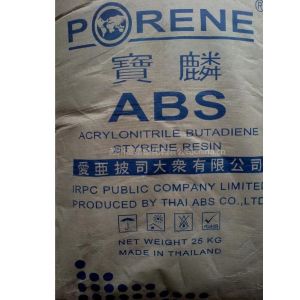 PORENE®
寶麟
ABS
ACRYLONITRILE BUTADIENE
STYRENE RESIN
愛亜披司大衆有限公司
IRPC PUBLIC COMPANY LIMITED
PRODUCED BY THAI ABS CO.,LTD
NET WEIGHT 25 KG
MADE IN THAILAND